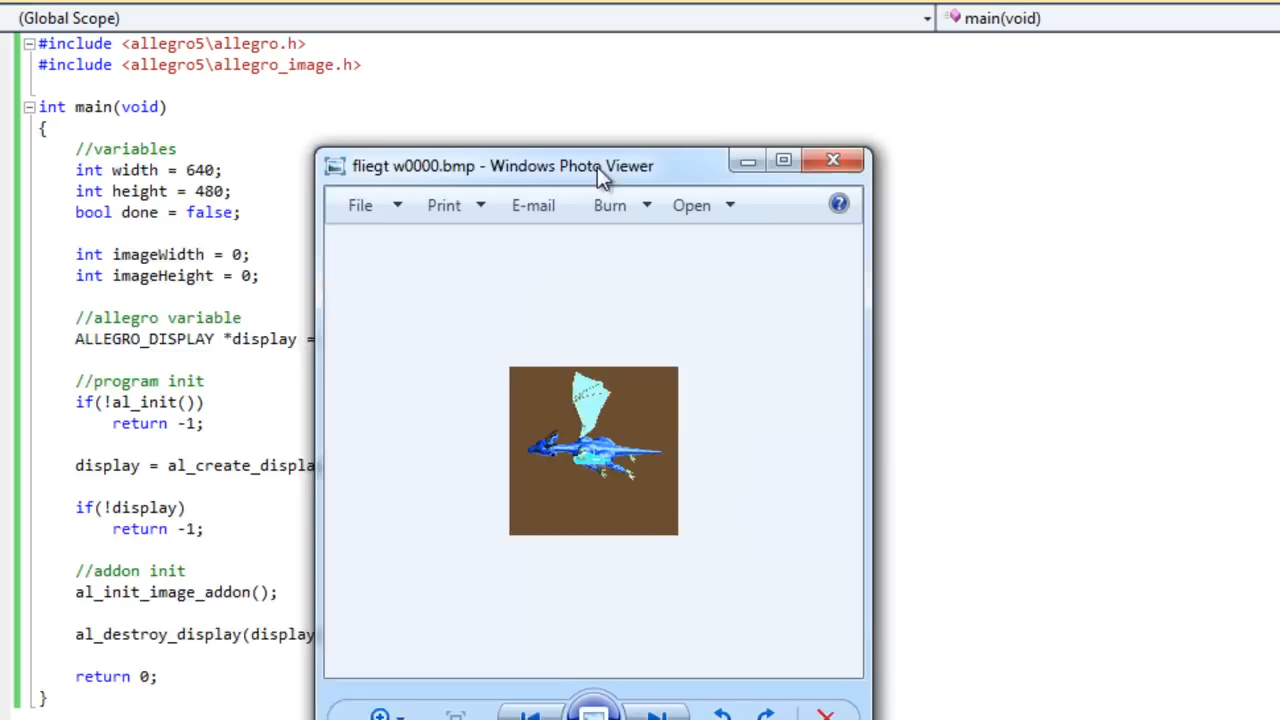 (Global Scope)
main(void)
#include <allegro5\allegro.h>
#include <allegro5\allegro_image.h>
int main(void)
{
//variables
int width = 640;
int height = 480;
bool done = false;
int imageWidth = 0;
int imageHeight = 0;
//allegro variable
ALLEGRO_DISPLAY *display =
//program init
if(!al_init())
return -1;
display = al_create_displa
if(!display)
return -1;
//addon init
al_init_image_addon();
al_destroy_display(display
return 0;
}
fliegt w0000.bmp - Windows Photo Viewer
File Print E-mail Burn Open